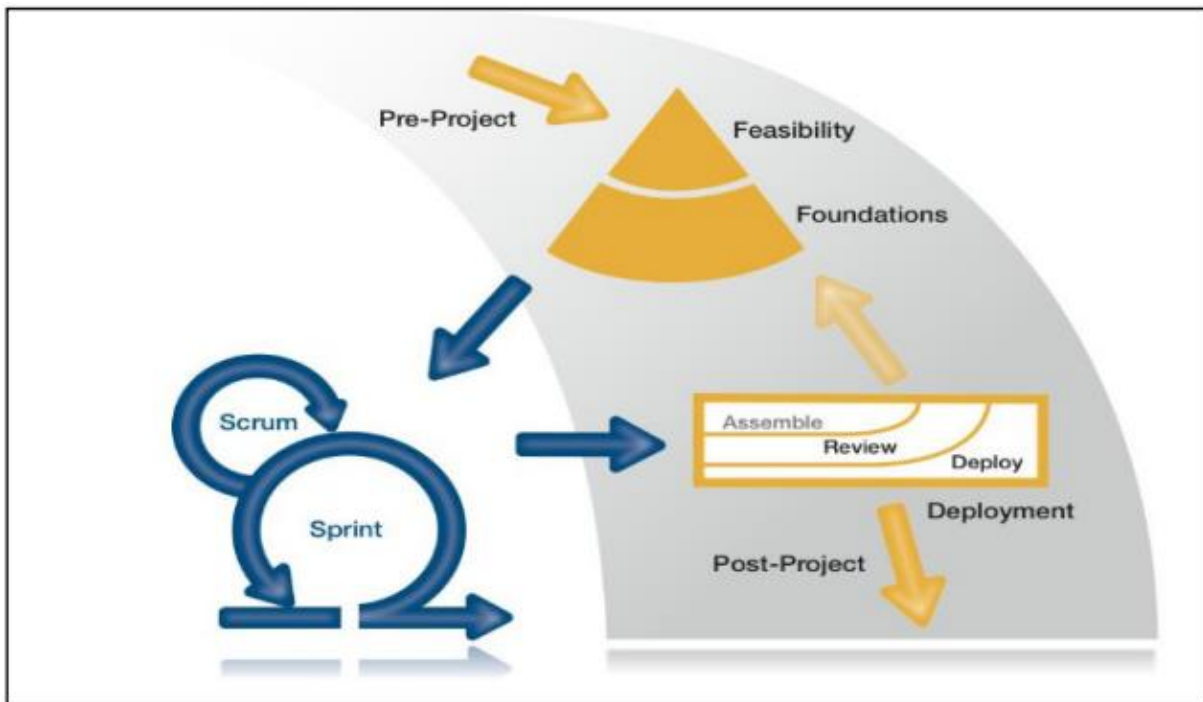 Pre-Project
Feasibility
Foundations
Scrum
Sprint
Assemble
Review
Deploy
Deployment
Post-Project